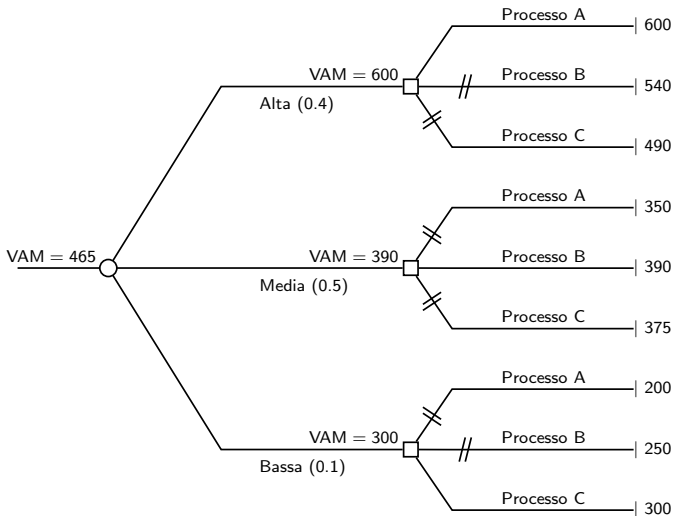 Processo A
600
VAM = 600
Processo B
540
Alta (0.4)
Processo C
490
Processo A
350
VAM = 465
VAM = 390
Processo B
390
Media (0.5)
Processo C
375
Processo A
200
VAM = 300
Processo B
250
Bassa (0.1)
Processo C
300